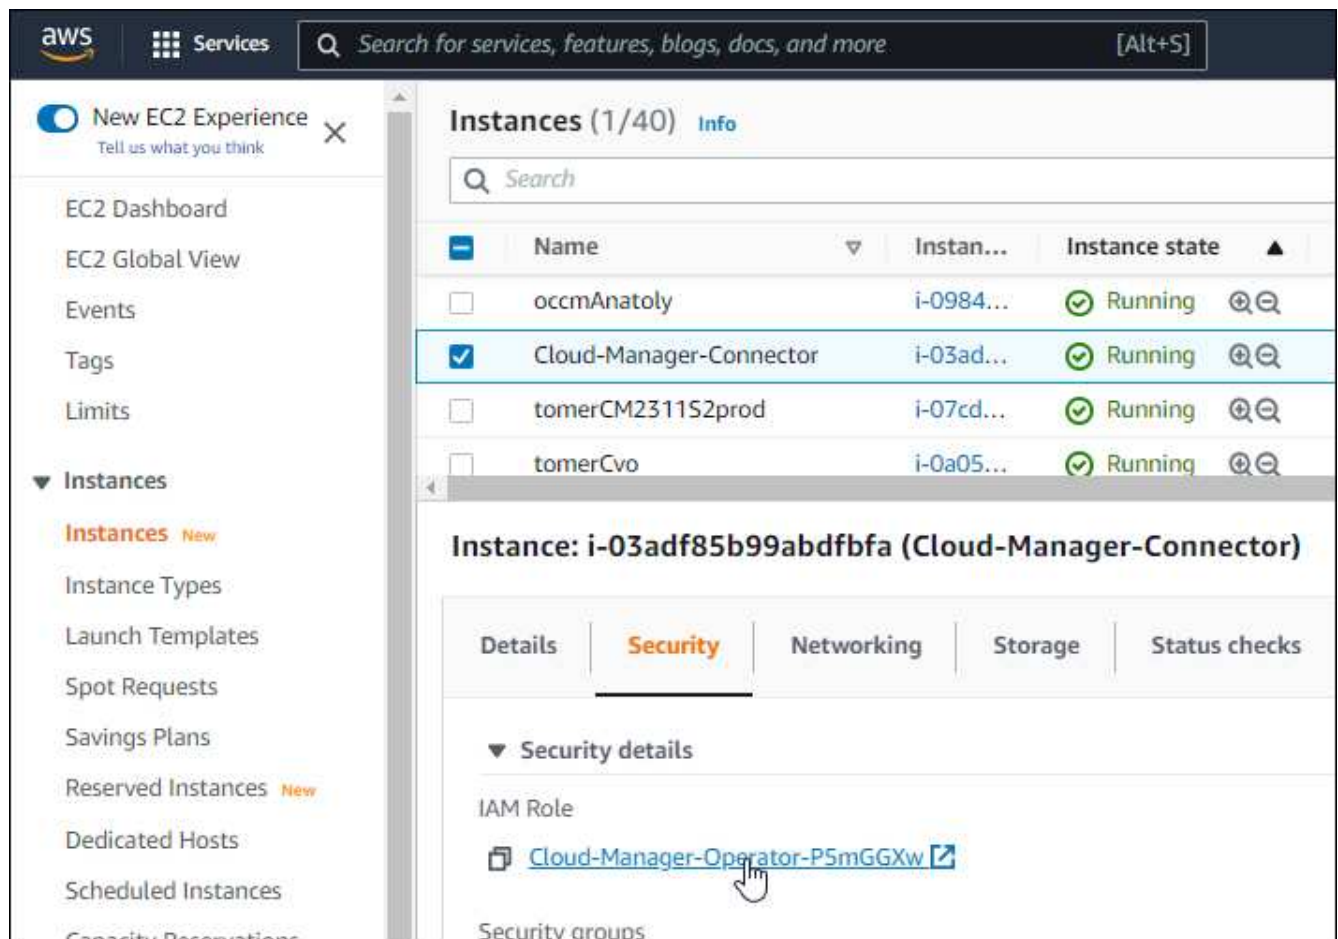 aws
Services
Search for services, features, blogs, docs, and more
[Alt+S]
New EC2 Experience
Tell us what you think
EC2 Dashboard
EC2 Global View
Events
Tags
Limits
Instances
Instances New
Instance Types
Launch Templates
Spot Requests
Savings Plans
Reserved Instances New
Dedicated Hosts
Scheduled Instances
Capacity Reservations
Instances (1/40) Info
Search
Name Instan... Instance state
occmAnatoly i-0984... Running
Cloud-Manager-Connector i-03ad... Running
tomerCM2311S2prod i-07cd... Running
tomerCvo i-0a05... Running
Instance: i-03adf85b99abdfbfa (Cloud-Manager-Connector)
Details Security Networking Storage Status checks
Security details
IAM Role
Cloud-Manager-Operator-P5mGGXw
Security groups